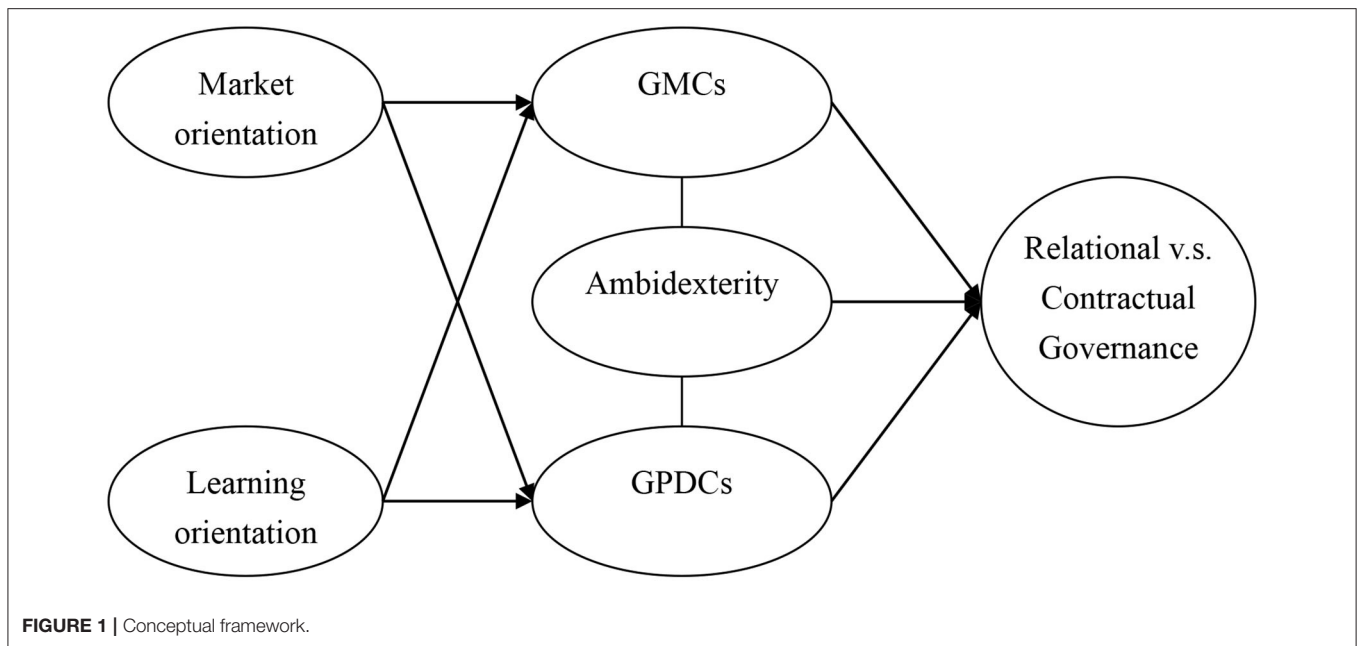 Market
orientation
GMCs
Ambidexterity
Relational v.s.
Contractual
Governance
Learning
orientation
GPDCs
FIGURE 1 | Conceptual framework.